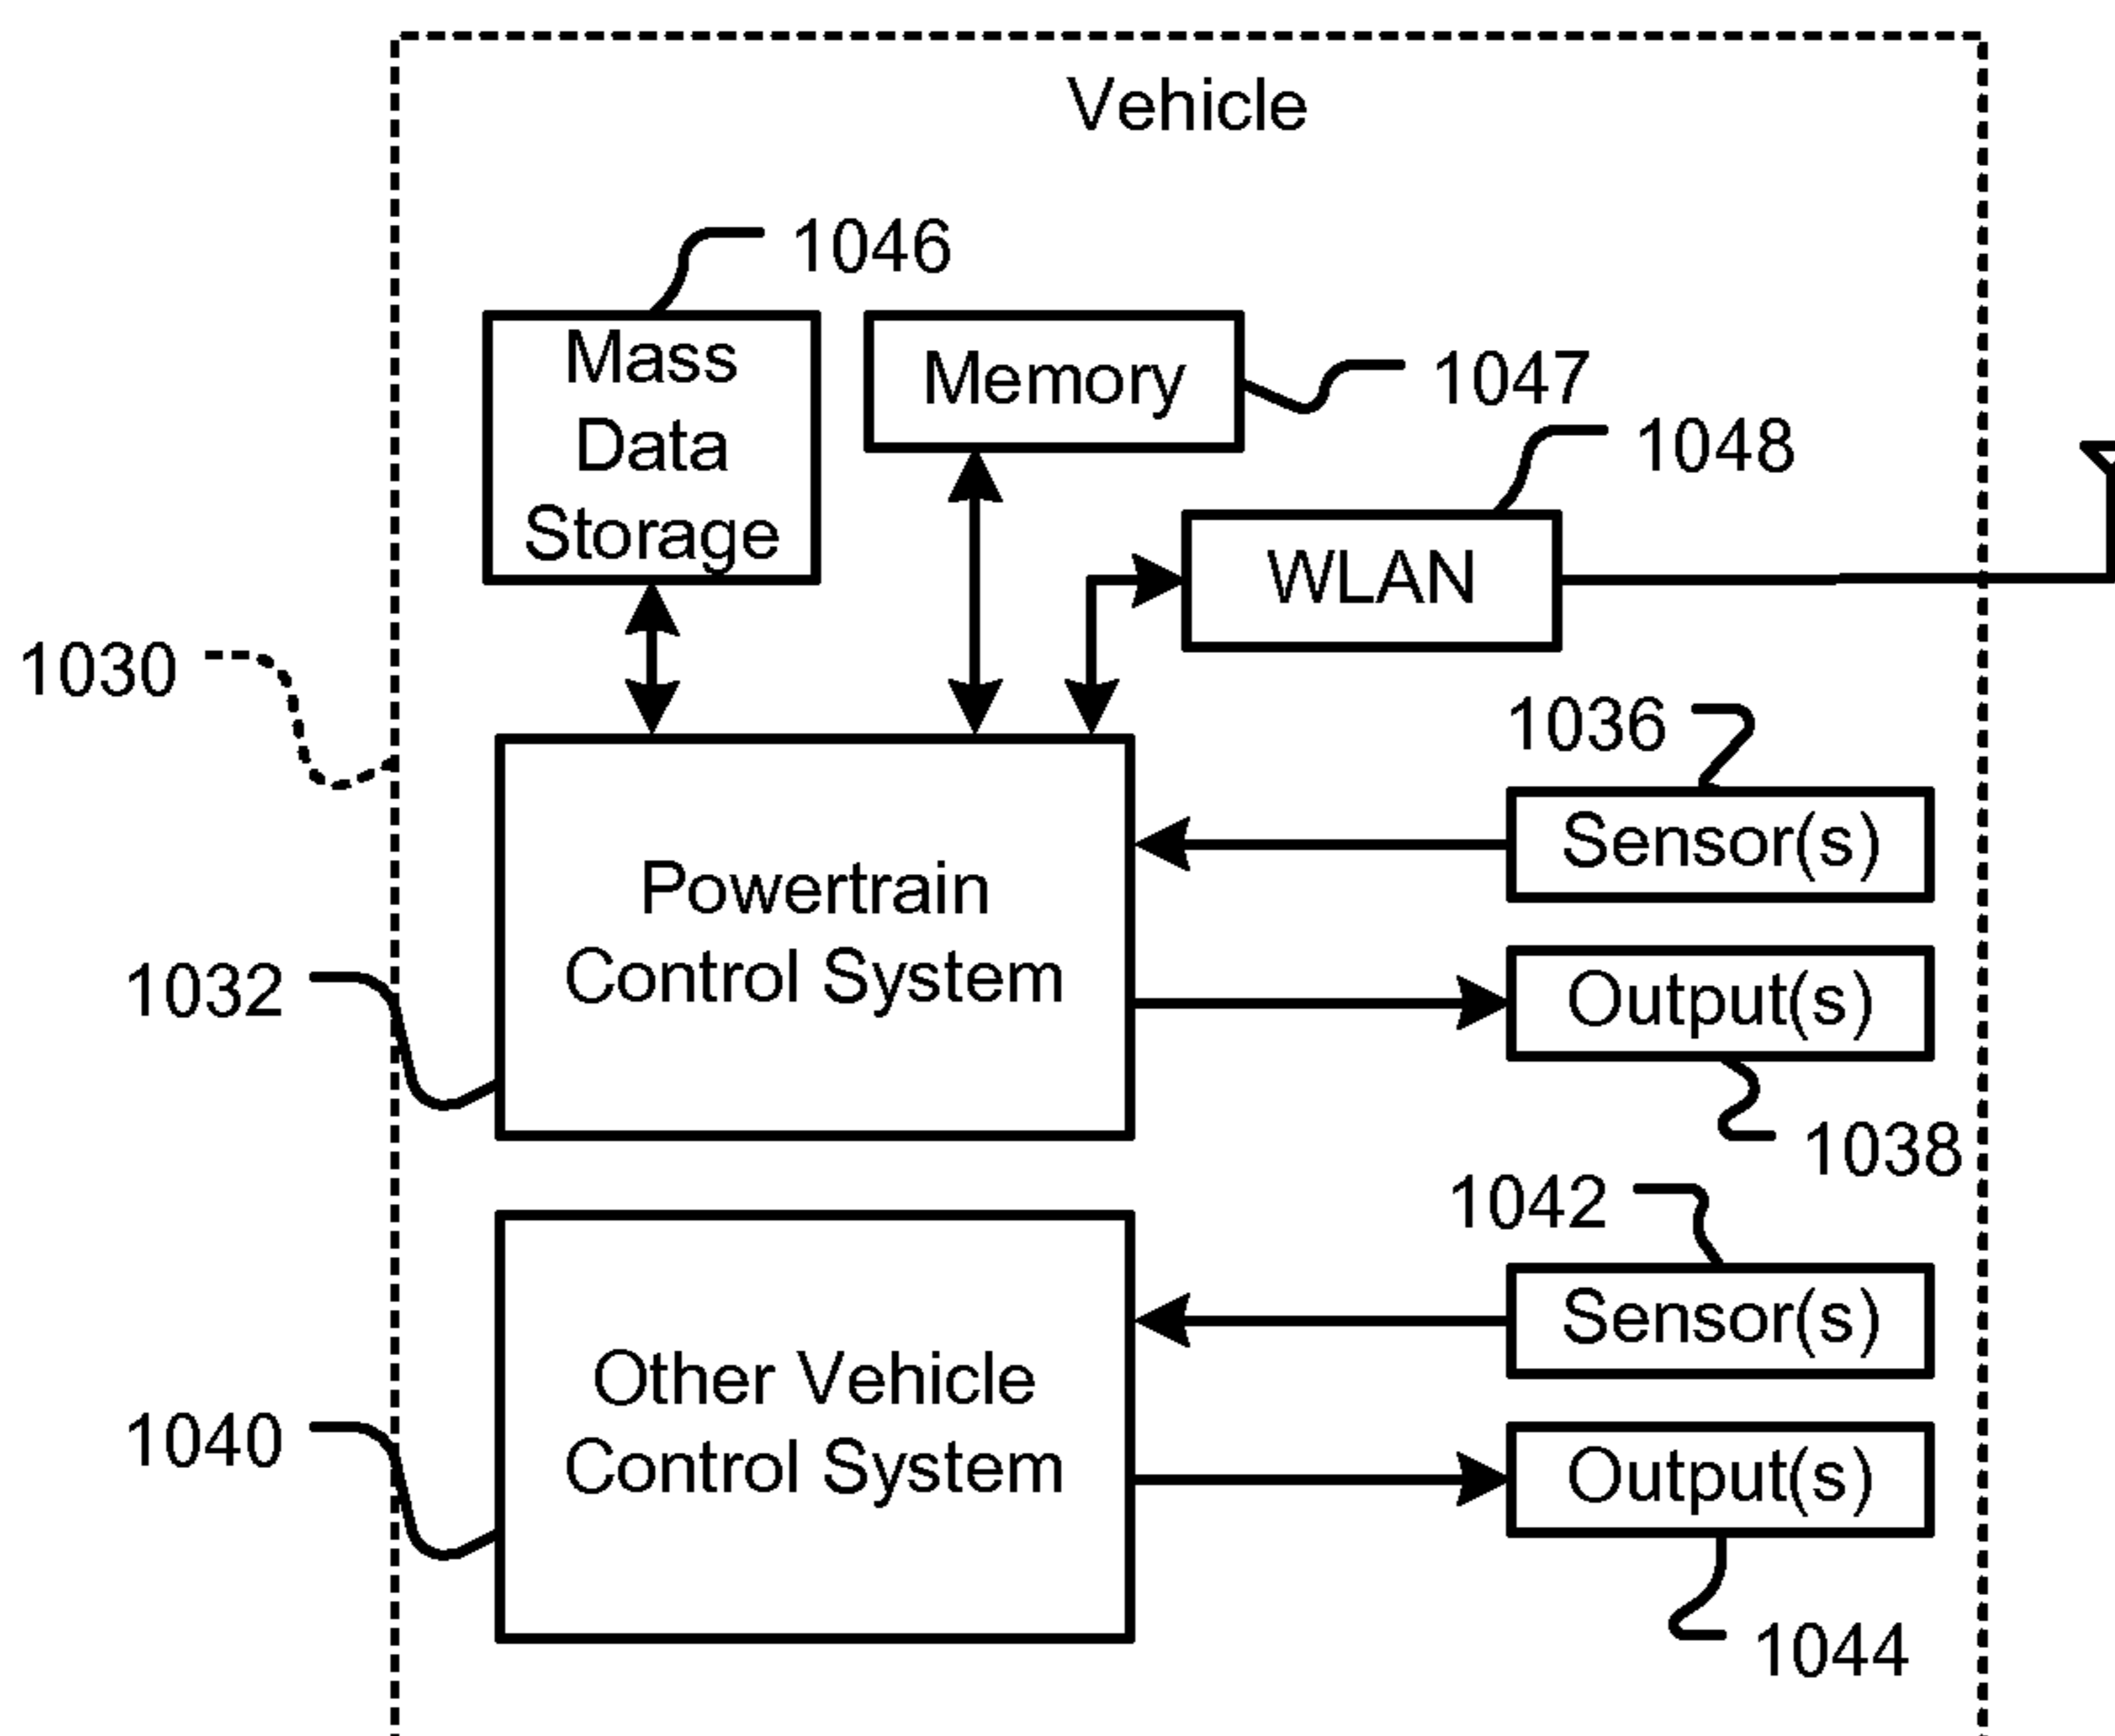 Vehicle
1046
Mass
Data
Storage
Memory
1047
1048
WLAN
1030
1036
Sensor(s)
Powertrain
Control System
1032
Output(s)
1038
1042
Sensor(s)
Other Vehicle
Control System
1040
Output(s)
1044